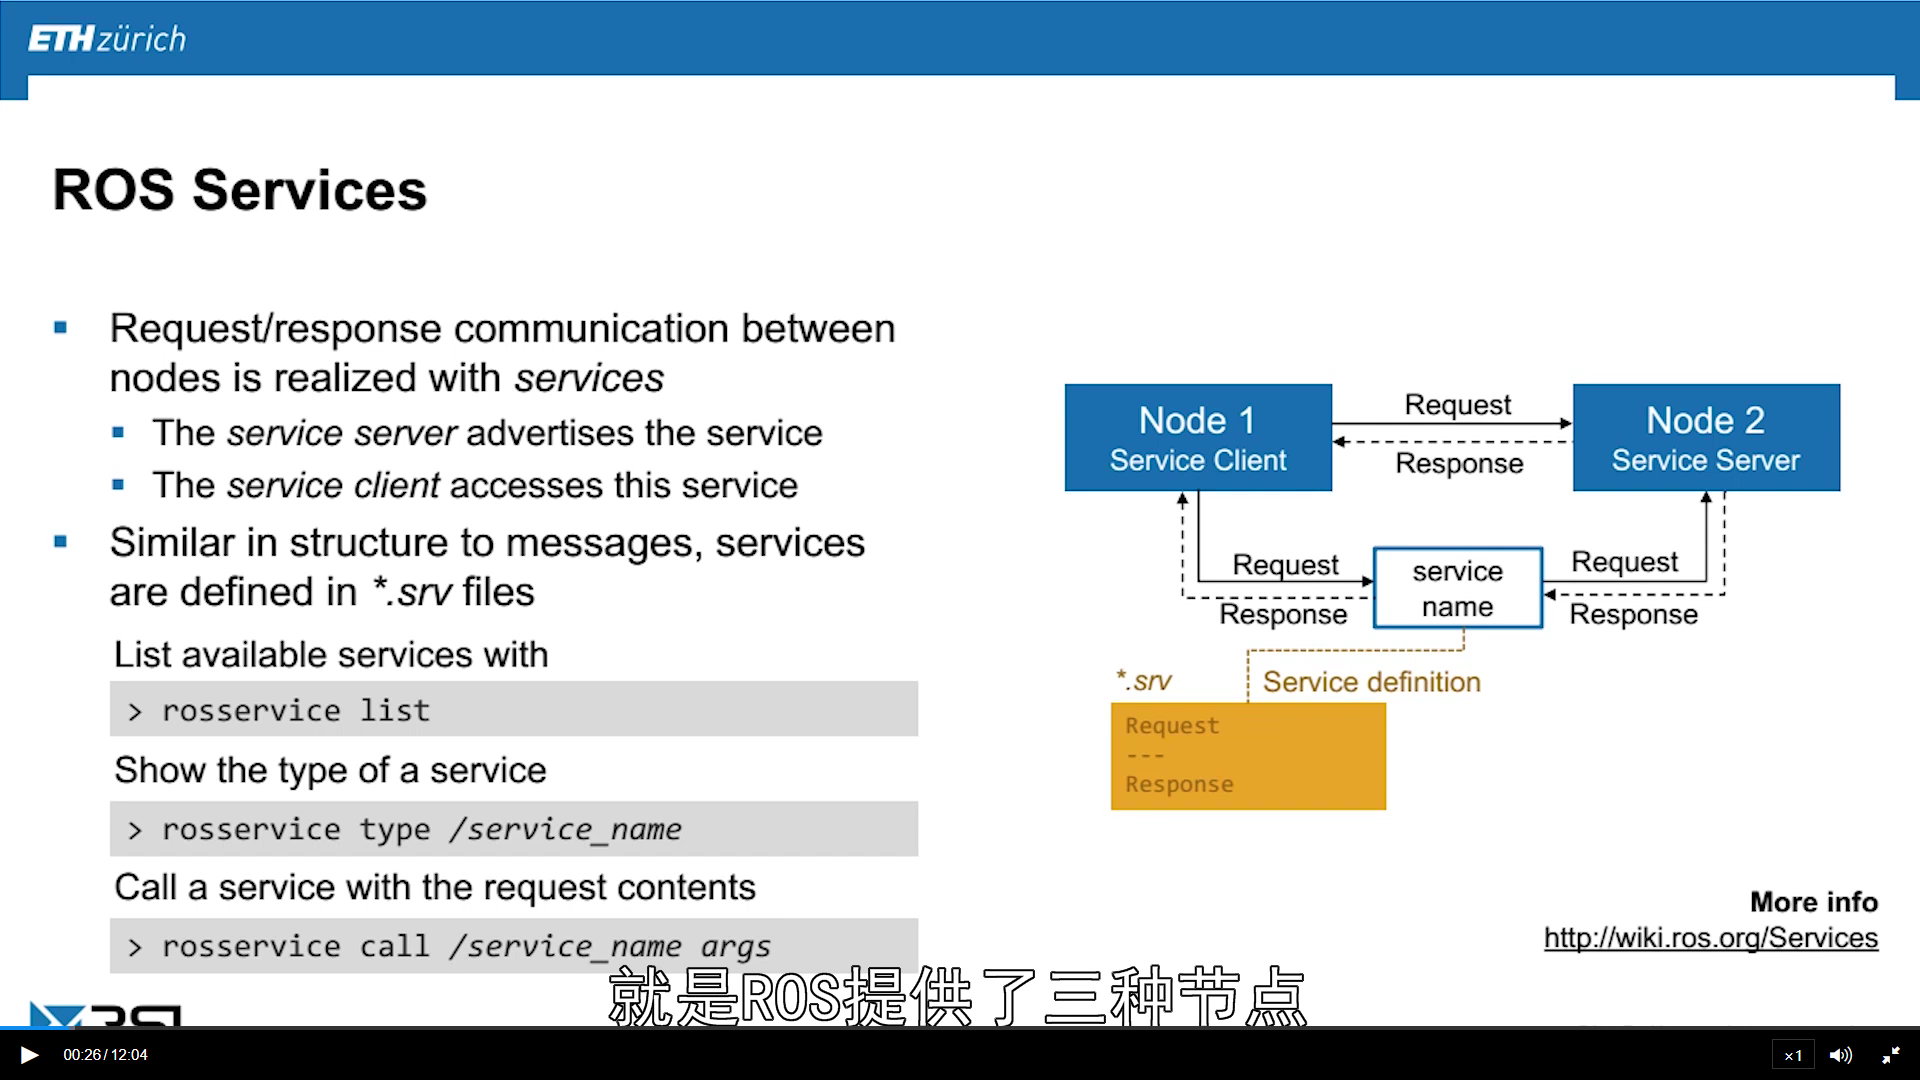 ETH zürich
ROS Services
▪ Request/response communication between
nodes is realized with services
▪ The service server advertises the service
▪ The service client accesses this service
▪ Similar in structure to messages, services
are defined in *.srv files
List available services with
> rosservice list
Show the type of a service
> rosservice type /service_name
Call a service with the request contents
> rosservice call /service_name args
Node 1
Service Client
Request
Response
Node 2
Service Server
Request
Response
service
name
Request
Response
*.srv
Service definition
Request
---
Response
More info
http://wiki.ros.org/Services
就是ROS提供了三种节点
RSL
00:26/12:04
×1